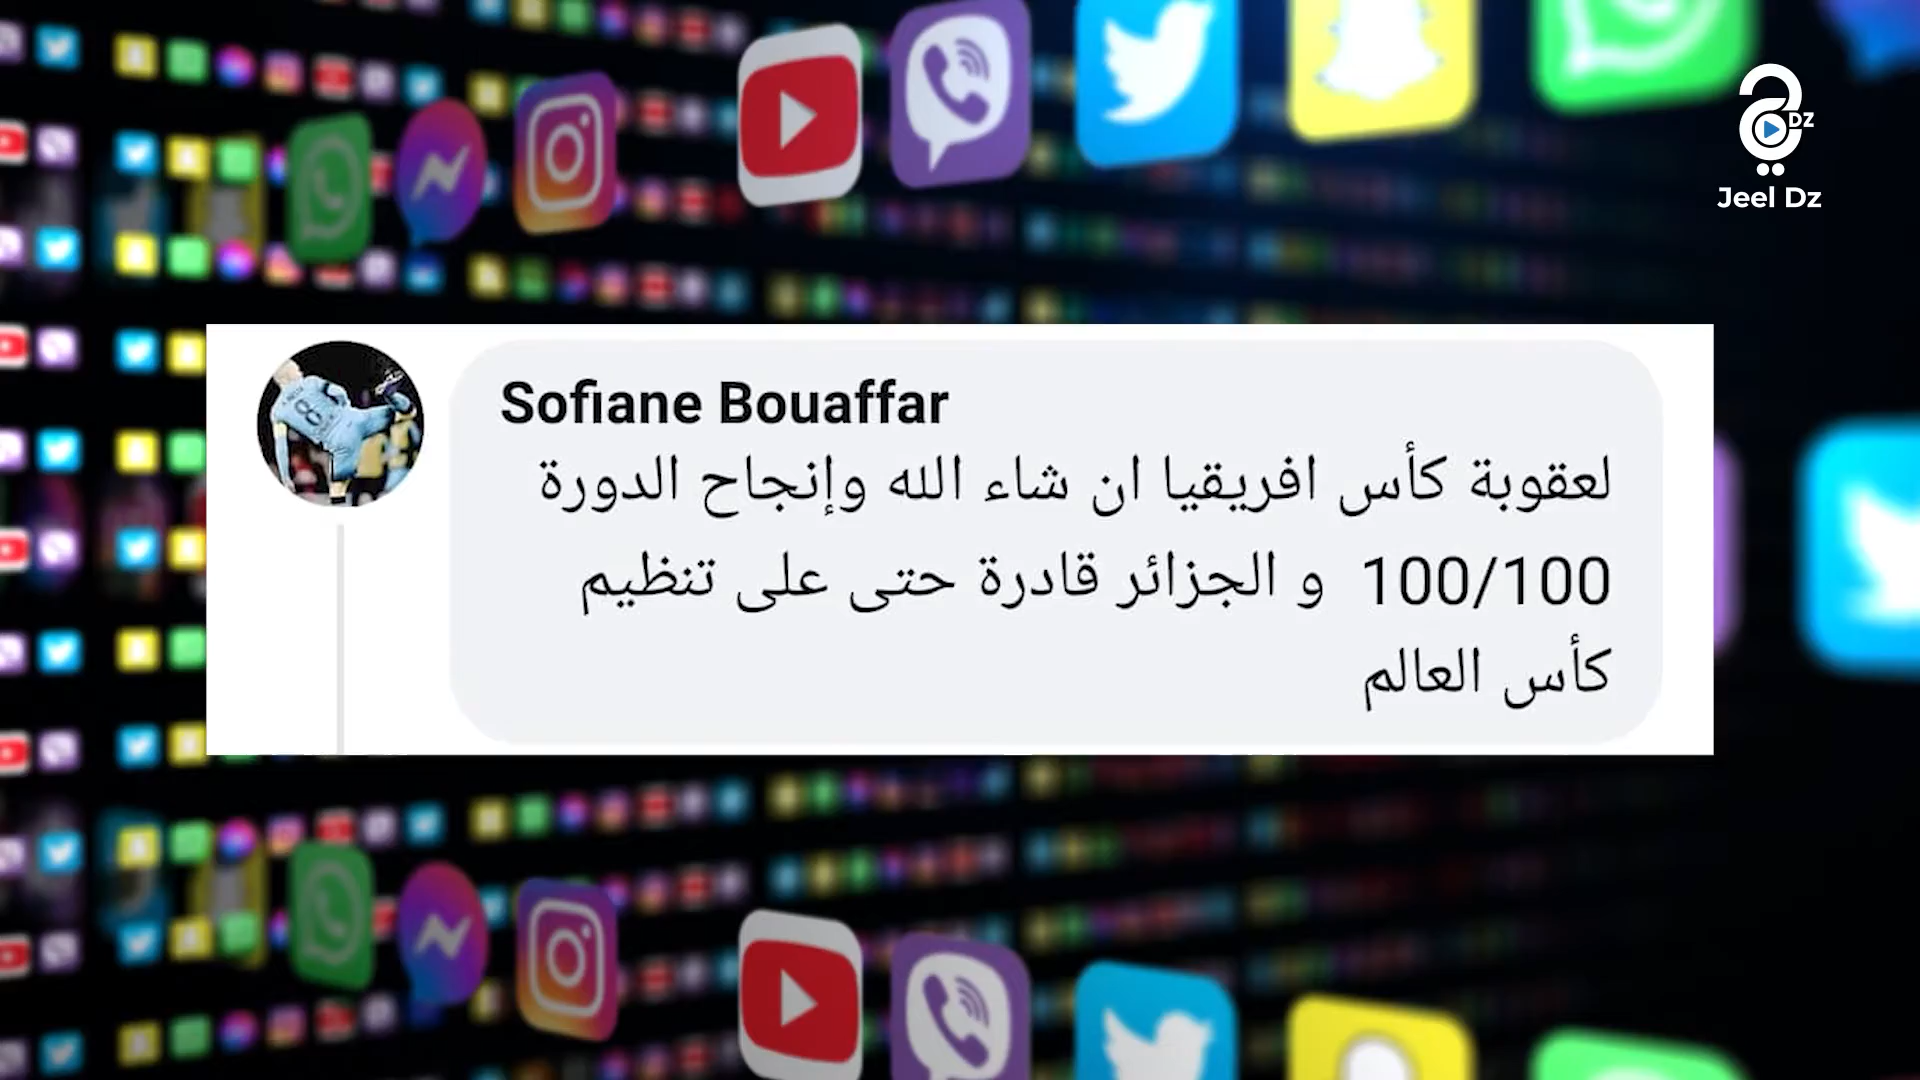 DZ
Jeel Dz
Sofiane Bouaffar
لعقوبة كأس افريقيا ان شاء الله وإنجاح الدورة
100/100 و الجزائر قادرة حتى على تنظيم
كأس العالم